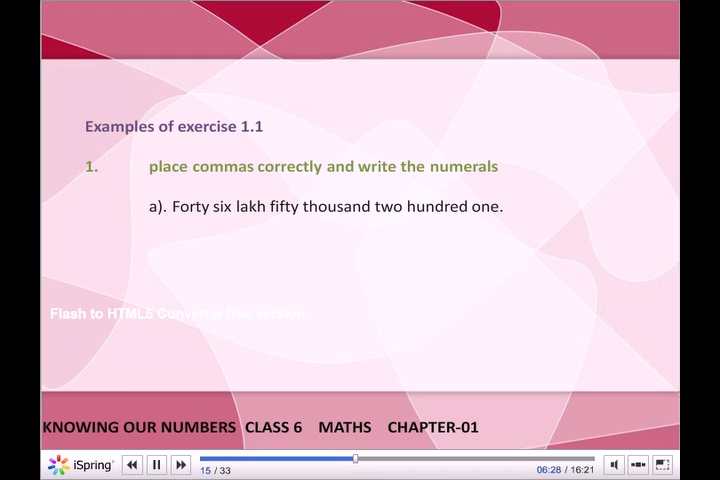 Examples of exercise 1.1
1. place commas correctly and write the numerals
a). Forty six lakh fifty thousand two hundred one.
Flash to HTML5 Converter free version
KNOWING OUR NUMBERS CLASS 6 MATHS CHAPTER-01
iSpring
15 / 33
06:28 / 16:21